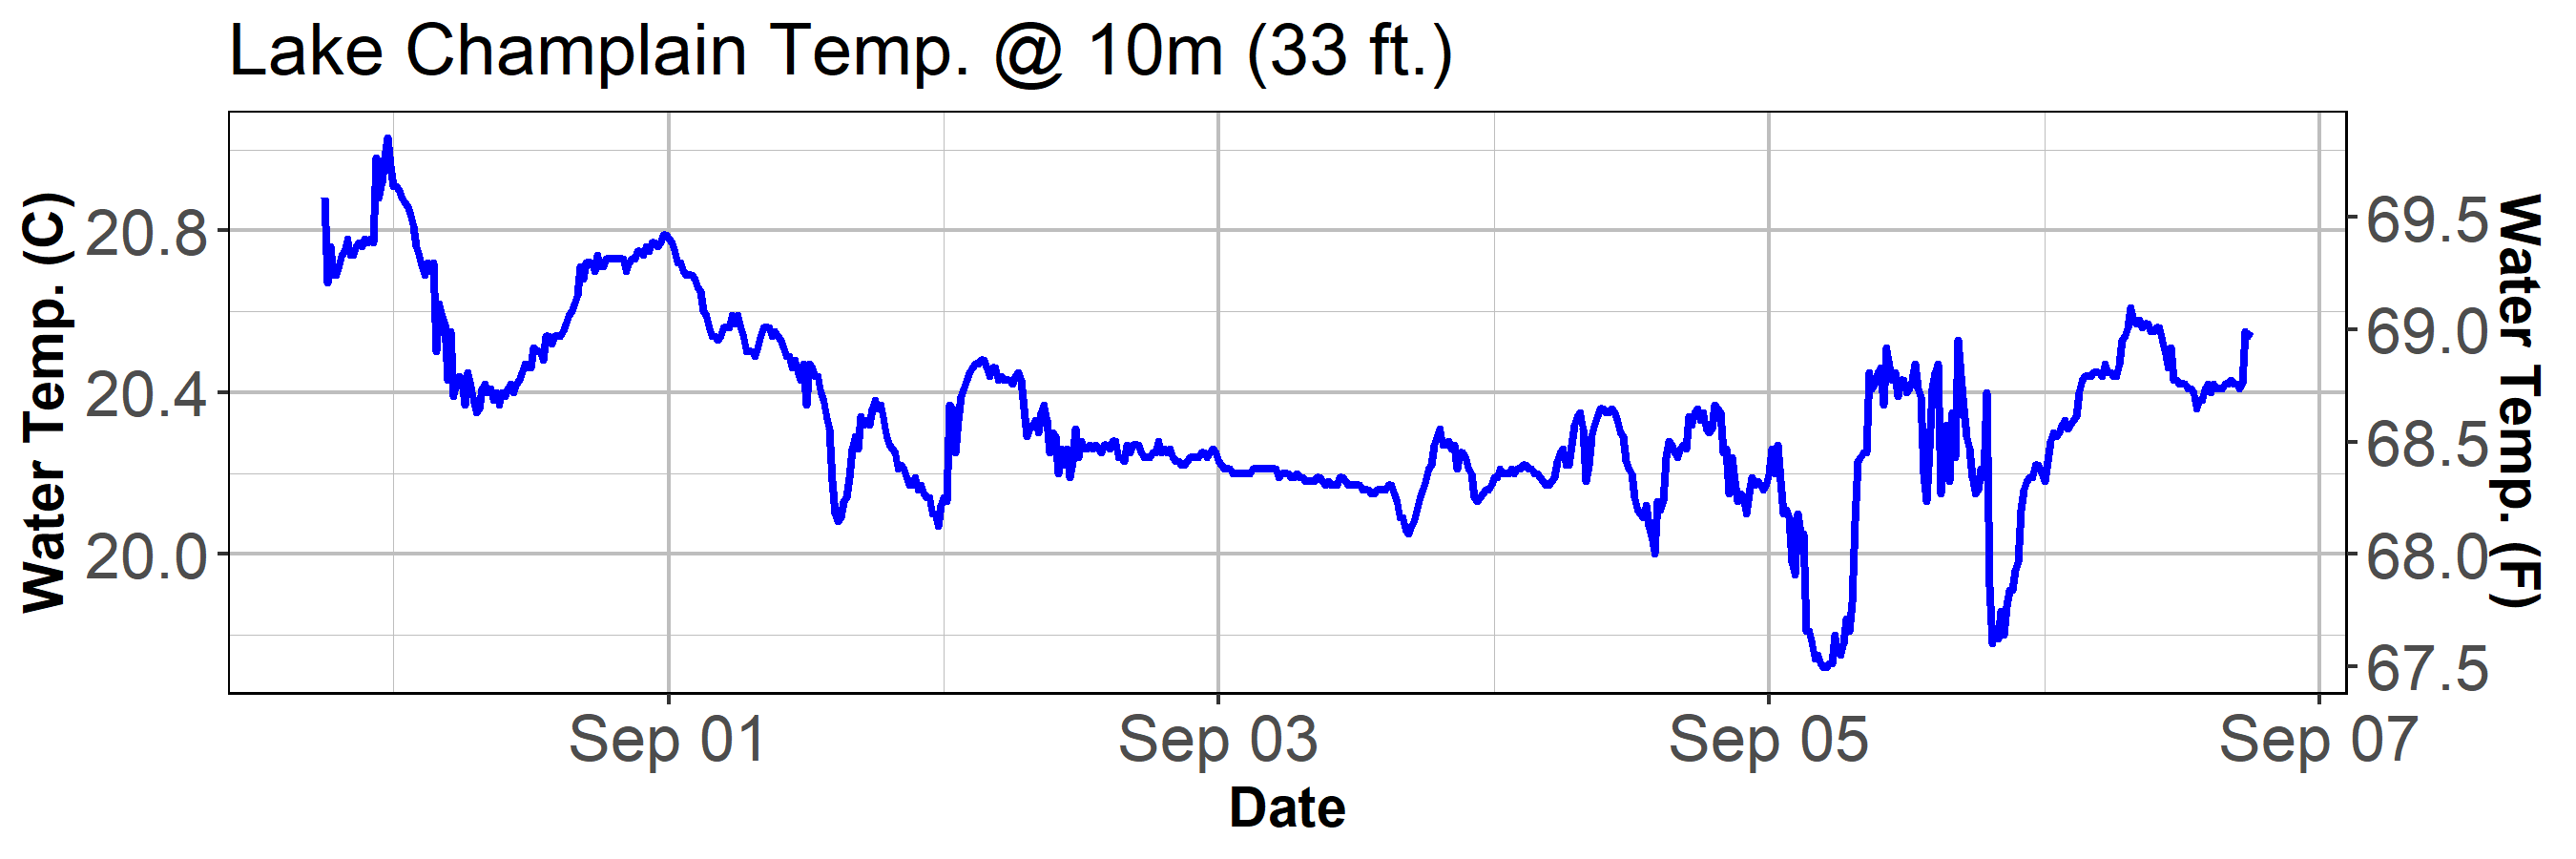 Lake Champlain Temp. @ 10m (33 ft.)
Water Temp. (C)
20.8
20.4
20.0
69.5
69.0
68.5
68.0
67.5
Water Temp. (F)
Sep 01
Sep 03
Sep 05
Sep 07
Date